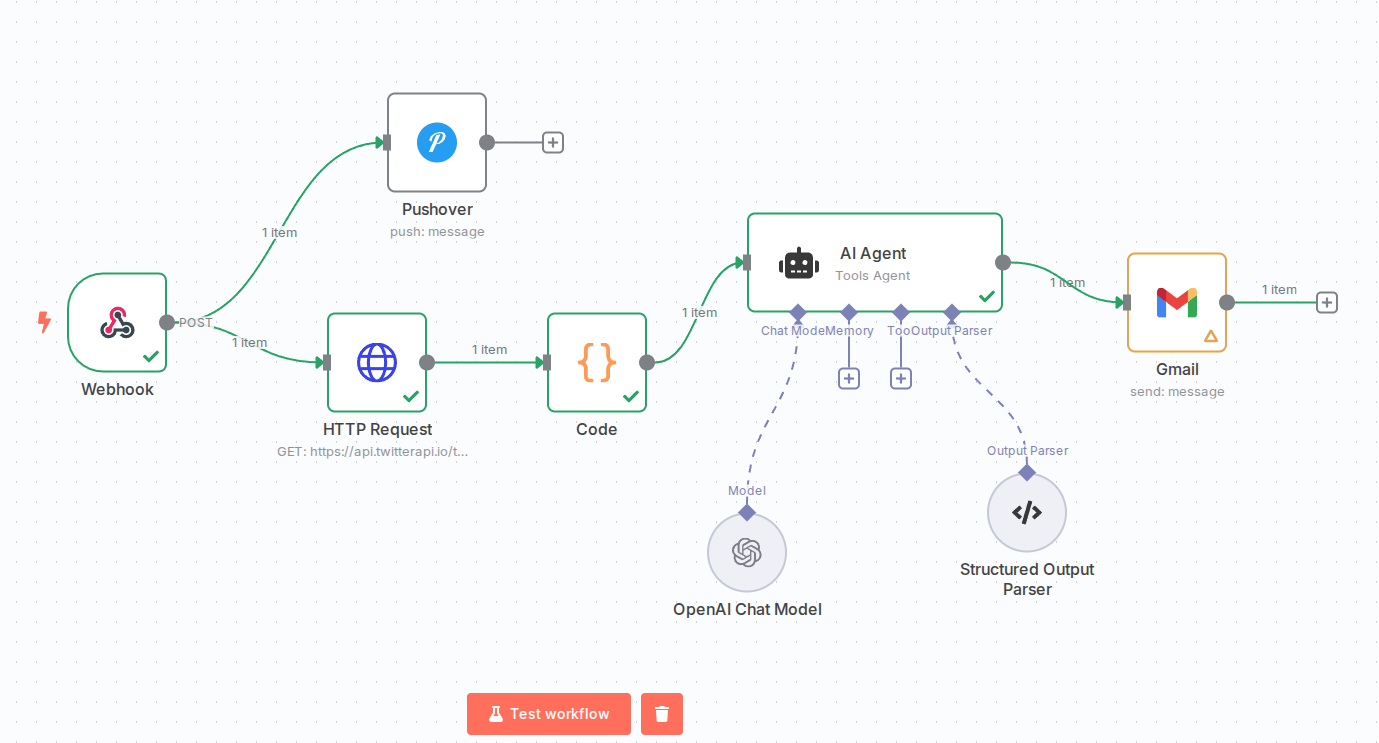 1 item
Pushover
push: message
POST
1 item
Webhook
HTTP Request
GET: https://api.twitterapi.io/t...
1 item
Code
1 item
AI Agent
Tools Agent
Chat Mode
Memory
Too
Output Parser
1 item
Gmail
send: message
1 item
Model
OpenAI Chat Model
Output Parser
Structured Output
Parser
Test workflow